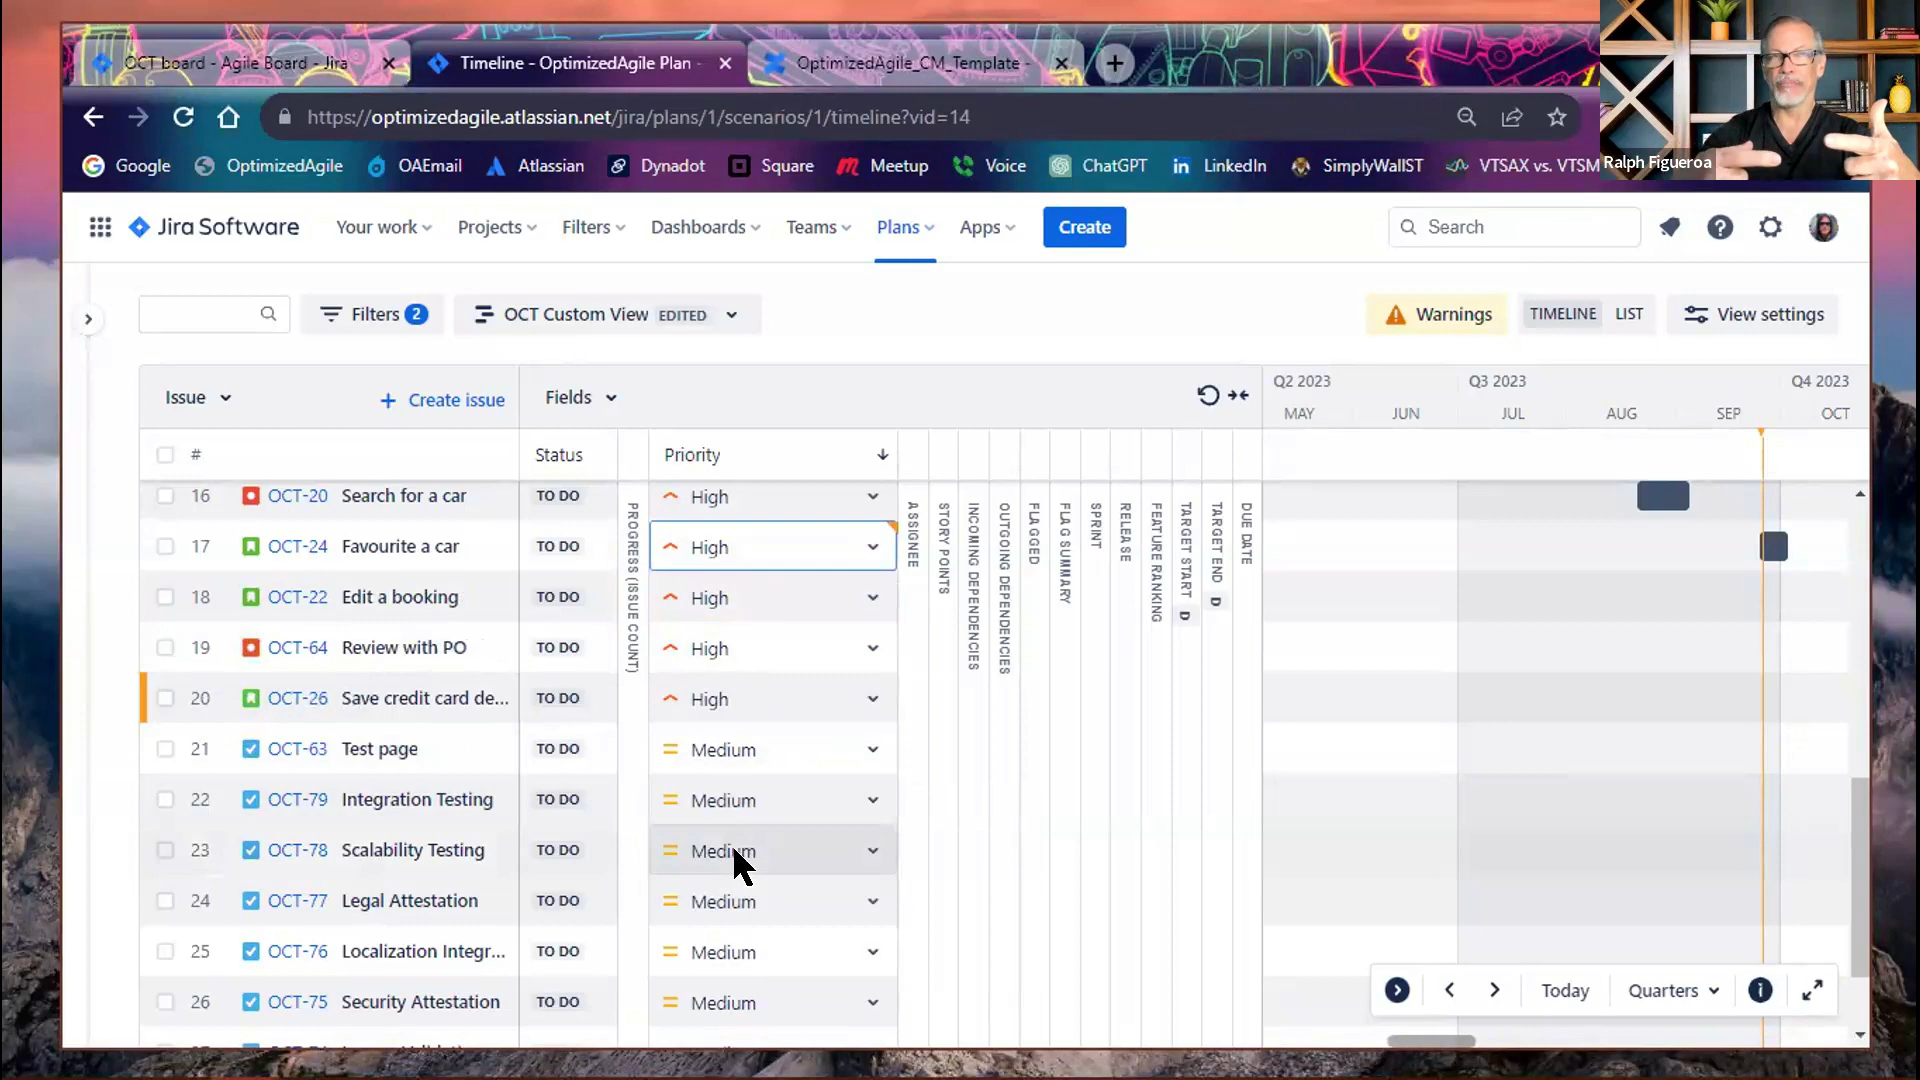 OCT board - Agile Board - Jira
Timeline - OptimizedAgile Plan -
OptimizedAgile_CM_Template -
https://optimizedagile.atlassian.net/jira/plans/1/scenarios/1/timeline?vid=14
Google OptimizedAgile OAEmail Atlassian Dynadot Square Meetup Voice ChatGPT LinkedIn SimplyWallST VTSAX vs. VTSM
Ralph Figueroa
Jira Software Your work Projects Filters Dashboards Teams Plans Apps Create Search
Filters 2 OCT Custom View EDITED Warnings TIMELINE LIST View settings
Issue + Create issue Fields Q2 2023 Q3 2023 Q4 2023
MAY JUN JUL AUG SEP OCT
# Status Priority
PROGRESS (ISSUE COUNT)
ASSIGNEE
STORY POINTS
INCOMING DEPENDENCIES
OUTGOING DEPENDENCIES
FLAGGED
FLAG SUMMARY
SPRINT
RELEASE
FEATURE RANKING
TARGET START D
TARGET END D
DUE DATE
16 OCT-20 Search for a car TO DO High
17 OCT-24 Favourite a car TO DO High
18 OCT-22 Edit a booking TO DO High
19 OCT-64 Review with PO TO DO High
20 OCT-26 Save credit card de... TO DO High
21 OCT-63 Test page TO DO Medium
22 OCT-79 Integration Testing TO DO Medium
23 OCT-78 Scalability Testing TO DO Medium
24 OCT-77 Legal Attestation TO DO Medium
25 OCT-76 Localization Integr... TO DO Medium
26 OCT-75 Security Attestation TO DO Medium
Today Quarters